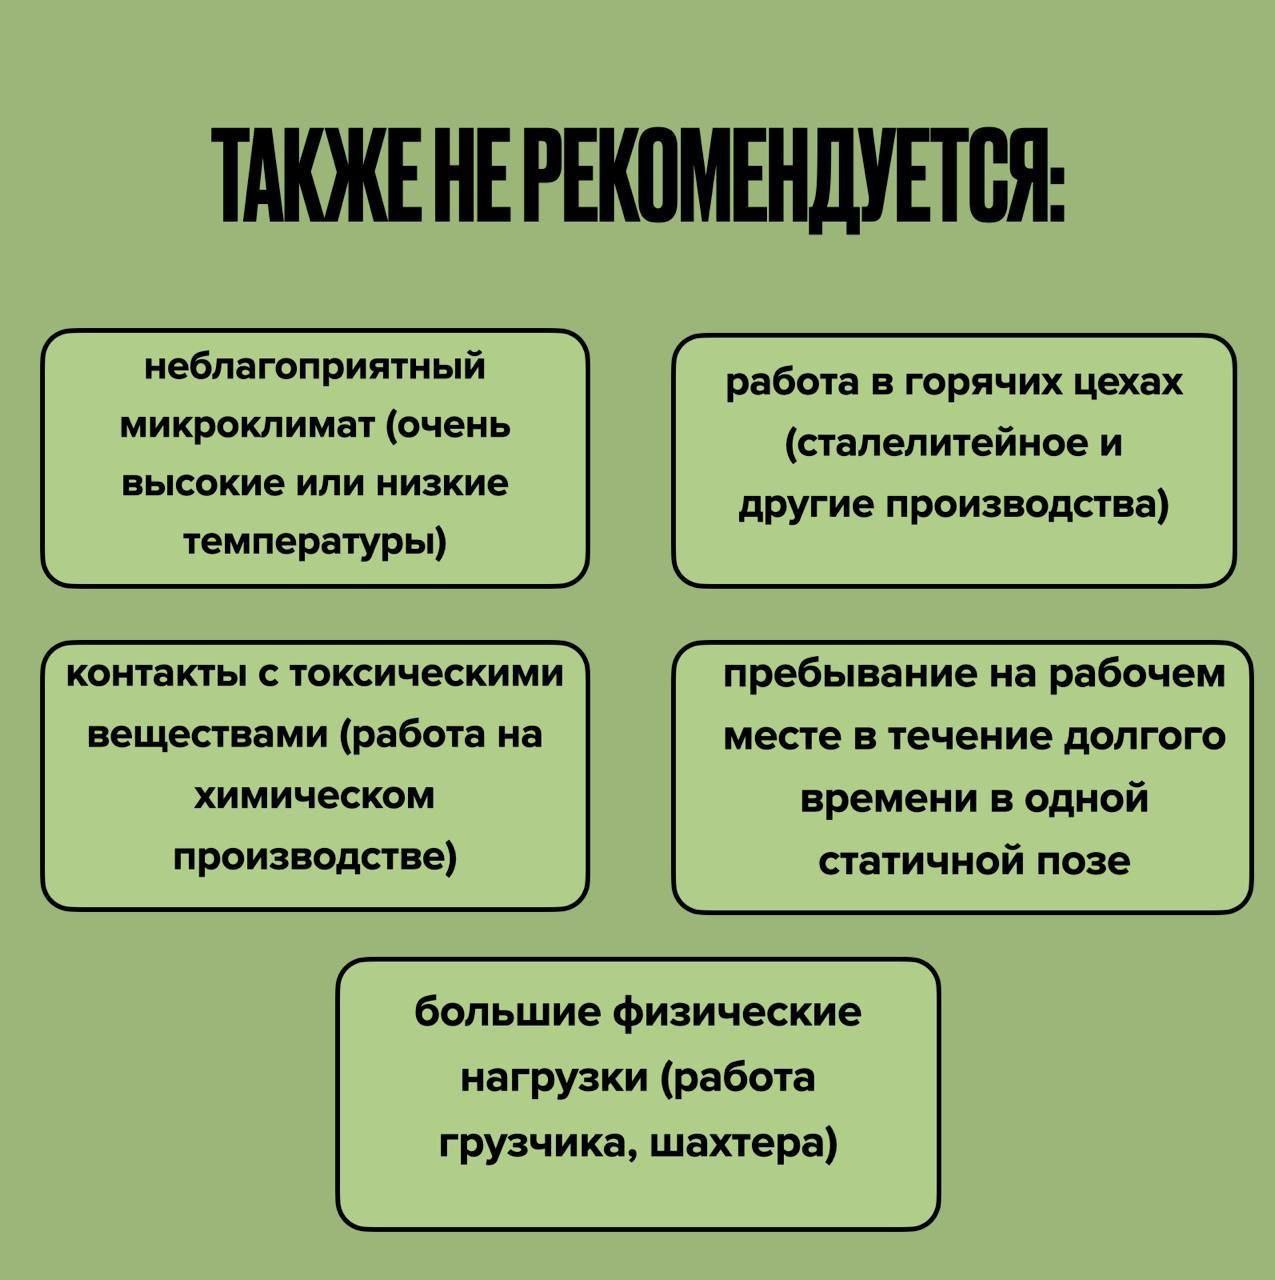 ТАКЖЕ НЕ РЕКОМЕНДУЕТСЯ:
неблагоприятный
микроклимат (очень
высокие или низкие
температуры)
работа в горячих цехах
(сталелитейное и
другие производства)
контакты с токсическими
веществами (работа на
химическом
производстве)
пребывание на рабочем
месте в течение долгого
времени в одной
статичной позе
большие физические
нагрузки (работа
грузчика, шахтера)